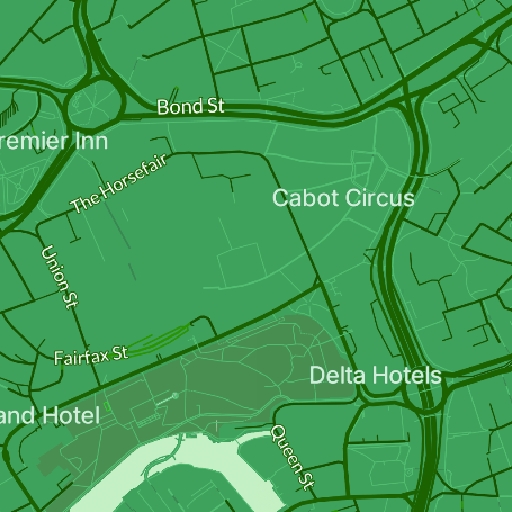 Bond St
remier Inn
The Horsefair
Cabot Circus
Union St
Fairfax St
Delta Hotels
and Hotel
Queen St